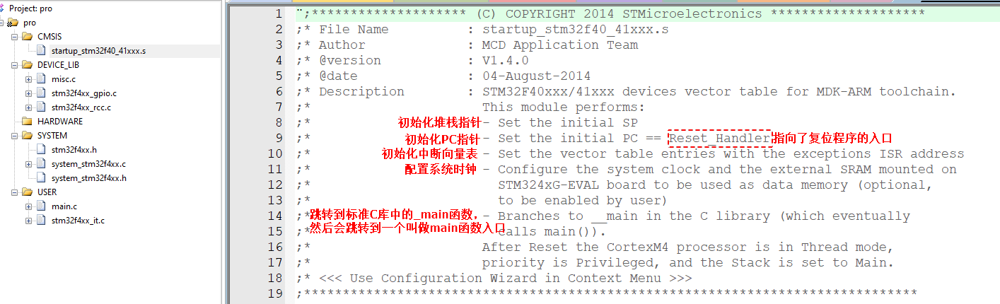 Project: pro
pro
CMSIS
startup_stm32f40_41xxx.s
DEVICE_LIB
misc.c
stm32f4xx_gpio.c
stm32f4xx_rcc.c
HARDWARE
SYSTEM
stm32f4xx.h
system_stm32f4xx.c
system_stm32f4xx.h
USER
main.c
stm32f4xx_it.c
1 ¨;******************** (C) COPYRIGHT 2014 STMicroelectronics ********************
2 ;* File Name          : startup_stm32f40_41xxx.s
3 ;* Author             : MCD Application Team
4 ;* @version           : V1.4.0
5 ;* @date              : 04-August-2014
6 ;* Description        : STM32F40xxx/41xxx devices vector table for MDK-ARM toolchain.
7 ;*                      This module performs:
8 ;* 初始化堆栈指针 - Set the initial SP
9 ;* 初始化PC指针 - Set the initial PC == Reset_Handler 指向了复位程序的入口
10 ;* 初始化中断向量表 - Set the vector table entries with the exceptions ISR address
11 ;* 配置系统时钟 - Configure the system clock and the external SRAM mounted on
12 ;*                        STM324xG-EVAL board to be used as data memory (optional,
13 ;*                        to be enabled by user)
14 ;* 跳转到标准C库中的_main函数， - Branches to __main in the C library (which eventually
15 ;* 然后会跳转到一个叫做main函数入口 calls main()).
16 ;*                      After Reset the CortexM4 processor is in Thread mode,
17 ;*                      priority is Privileged, and the Stack is set to Main.
18 ;* <<< Use Configuration Wizard in Context Menu >>>
19 ;*******************************************************************************